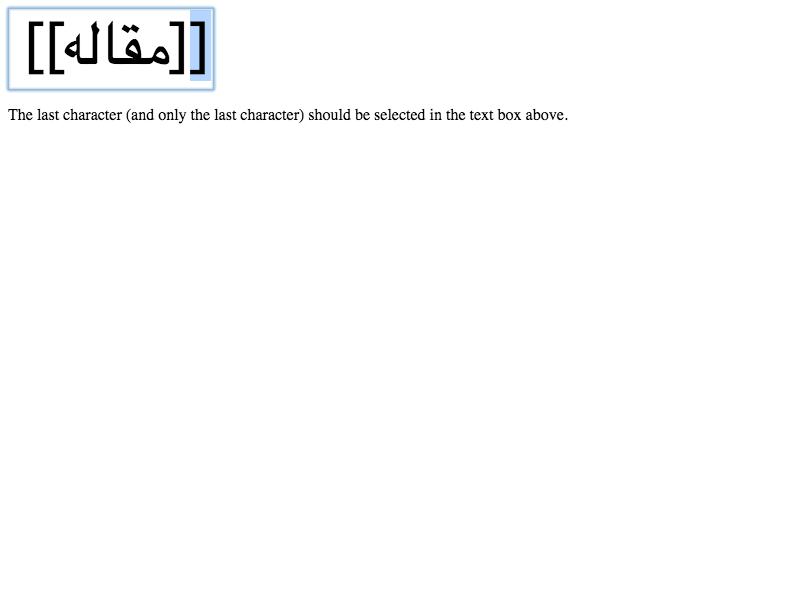 [[مقاله]]
The last character (and only the last character) should be selected in the text box above.